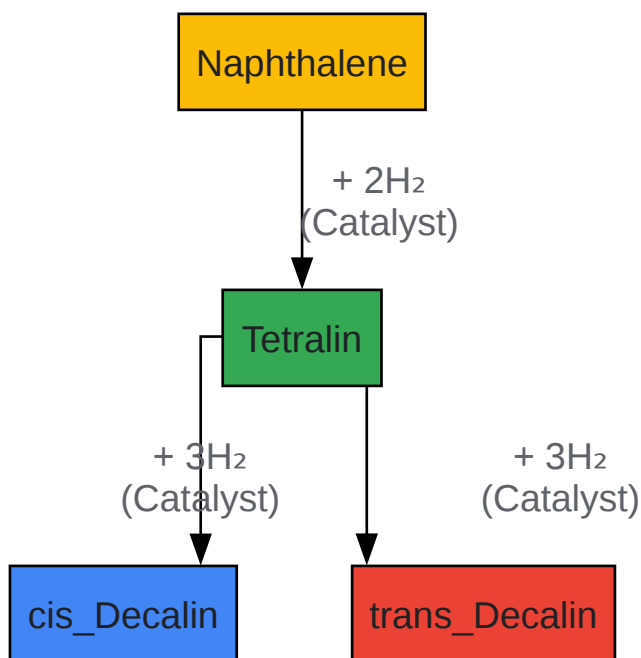 Naphthalene
+ 2H₂
(Catalyst)
Tetralin
+ 3H₂
(Catalyst)
+ 3H₂
(Catalyst)
cis_Decalin
trans_Decalin